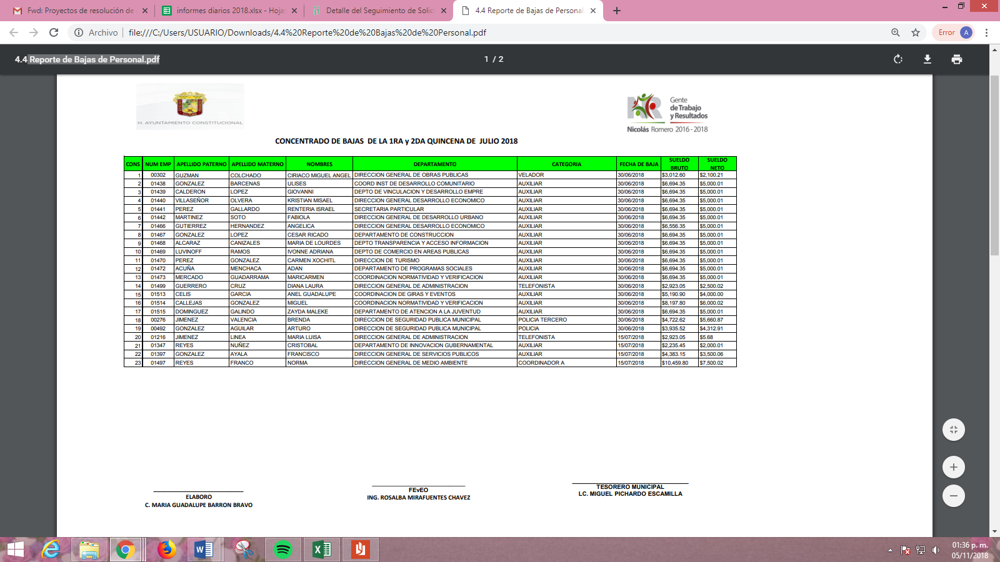 Fwd: Proyectos de resolución de
informes diarios 2018.xlsx - Hoja
Detalle del Seguimiento de Solic
4.4 Reporte de Bajas de Personal.
Archivo file:///C:/Users/USUARIO/Downloads/4.4%20Reporte%20de%20Bajas%20de%20Personal.pdf Error A
4.4 Reporte de Bajas de Personal.pdf 1 / 2
H. AYUNTAMIENTO CONSTITUCIONAL
NR
Gente
de Trabajo
y Resultados
Nicolás Romero 2016 - 2018
CONCENTRADO DE BAJAS DE LA 1RA y 2DA QUINCENA DE JULIO 2018
CONS NUM EMP APELLIDO PATERNO APELLIDO MATERNO NOMBRES DEPARTAMENTO CATEGORIA FECHA DE BAJA SUELDO BRUTO SUELDO NETO
1 00302 GUZMAN COLCHADO CIRIACO MIGUEL ANGEL DIRECCION GENERAL DE OBRAS PUBLICAS VELADOR 30/06/2018 $3,012.60 $2,100.21
2 01438 GONZALEZ BARCENAS ULISES COORD INST DE DESARROLLO COMUNITARIO AUXILIAR 30/06/2018 $6,694.35 $5,000.01
3 01439 CALDERON LOPEZ GIOVANNI DEPTO DE VINCULACION Y DESARROLLO EMPRE AUXILIAR 30/06/2018 $6,694.35 $5,000.01
4 01440 VILLASEÑOR OLVERA KRISTIAN MISAEL DIRECCION GENERAL DESARROLLO ECONOMICO AUXILIAR 30/06/2018 $6,694.35 $5,000.01
5 01441 PEREZ GALLARDO RENTERIA ISRAEL SECRETARIA PARTICULAR AUXILIAR 30/06/2018 $6,694.35 $5,000.01
6 01442 MARTINEZ SOTO FABIOLA DIRECCION GENERAL DE DESARROLLO URBANO AUXILIAR 30/06/2018 $6,694.35 $5,000.01
7 01466 GUTIERREZ HERNANDEZ ANGELICA DIRECCION GENERAL DESARROLLO ECONOMICO AUXILIAR 30/06/2018 $6,556.35 $5,000.01
8 01467 GONZALEZ LOPEZ CESAR RICADO DEPARTAMENTO DE CONSTRUCCION AUXILIAR 30/06/2018 $6,694.35 $5,000.01
9 01468 ALCARAZ CANIZALES MARIA DE LOURDES DEPTO TRANSPARENCIA Y ACCESO INFORMACION AUXILIAR 30/06/2018 $6,694.35 $5,000.01
10 01469 LUVINOFF RAMOS IVONNE ADRIANA DEPTO DE COMERCIO EN AREAS PUBLICAS AUXILIAR 30/06/2018 $6,694.35 $5,000.01
11 01470 PEREZ GONZALEZ CARMEN XOCHITL DIRECCION DE TURISMO AUXILIAR 30/06/2018 $6,694.35 $5,000.01
12 01472 ACUÑA MENCHACA ADAN DEPARTAMENTO DE PROGRAMAS SOCIALES AUXILIAR 30/06/2018 $6,694.35 $5,000.01
13 01473 MERCADO GUADARRAMA MARICARMEN COORDINACION NORMATIVIDAD Y VERIFICACION AUXILIAR 30/06/2018 $6,694.35 $5,000.01
14 01499 GUERRERO CRUZ DIANA LAURA DIRECCION GENERAL DE ADMINISTRACION TELEFONISTA 30/06/2018 $2,923.05 $2,500.02
15 01513 CELIS GARCIA ANEL GUADALUPE COORDINACION DE GIRAS Y EVENTOS AUXILIAR 30/06/2018 $5,190.90 $4,000.00
16 01514 CALLEJAS GONZALEZ MIGUEL COORDINACION NORMATIVIDAD Y VERIFICACION AUXILIAR 30/06/2018 $8,197.80 $6,000.02
17 01515 DOMINGUEZ GALINDO ZAYDA MALEKE DEPARTAMENTO DE ATENCION A LA JUVENTUD AUXILIAR 30/06/2018 $6,694.35 $5,000.01
18 00276 JIMENEZ VALENCIA BRENDA DIRECCION DE SEGURIDAD PUBLICA MUNICIPAL POLICIA TERCERO 30/06/2018 $4,722.62 $5,660.87
19 00492 GONZALEZ AGUILAR ARTURO DIRECCION DE SEGURIDAD PUBLICA MUNICIPAL POLICIA 30/06/2018 $3,935.52 $4,312.91
20 01216 JIMENEZ LINEA MARIA LUISA DIRECCION GENERAL DE ADMINISTRACION TELEFONISTA 15/07/2018 $2,923.05 $5.68
21 01347 REYES NUÑEZ CRISTOBAL DEPARTAMENTO DE INNOVACION GUBERNAMENTAL AUXILIAR 15/07/2018 $2,235.45 $2,000.01
22 01397 GONZALEZ AYALA FRANCISCO DIRECCION GENERAL DE SERVICIOS PUBLICOS AUXILIAR 15/07/2018 $4,383.15 $3,500.06
23 01497 REYES FRANCO NORMA DIRECCION GENERAL DE MEDIO AMBIENTE COORDINADOR A 15/07/2018 $10,459.80 $7,500.02
ELABORO
C. MARIA GUADALUPE BARRON BRAVO
FEvEO
ING. ROSALBA MIRAFUENTES CHAVEZ
TESORERO MUNICIPAL
LC. MIGUEL PICHARDO ESCAMILLA
01:36 p. m.
05/11/2018